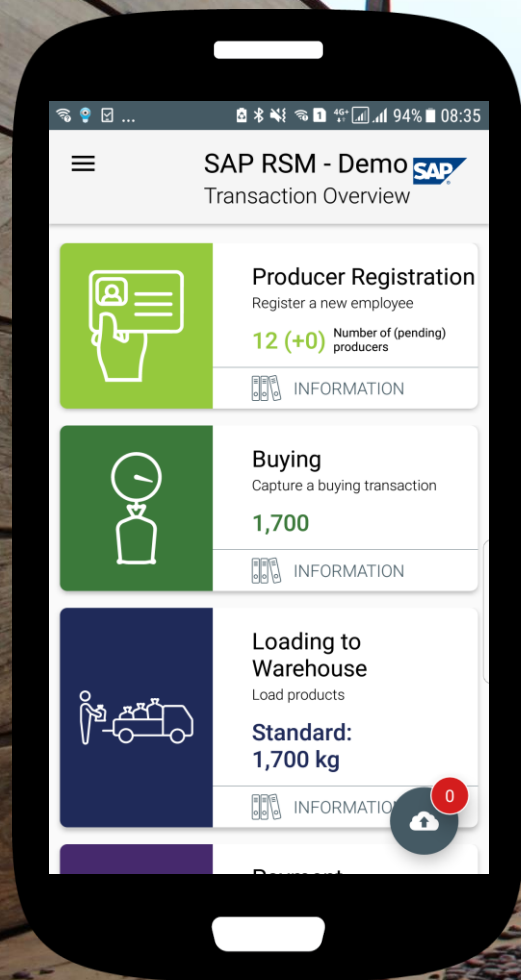 ... 1 4G+ 94% 08:35
SAP RSM - Demo SAP
Transaction Overview
Producer Registration
Register a new employee
12 (+0) Number of (pending)
producers
INFORMATION
Buying
Capture a buying transaction
1,700
INFORMATION
Loading to
Warehouse
Load products
Standard:
1,700 kg
0